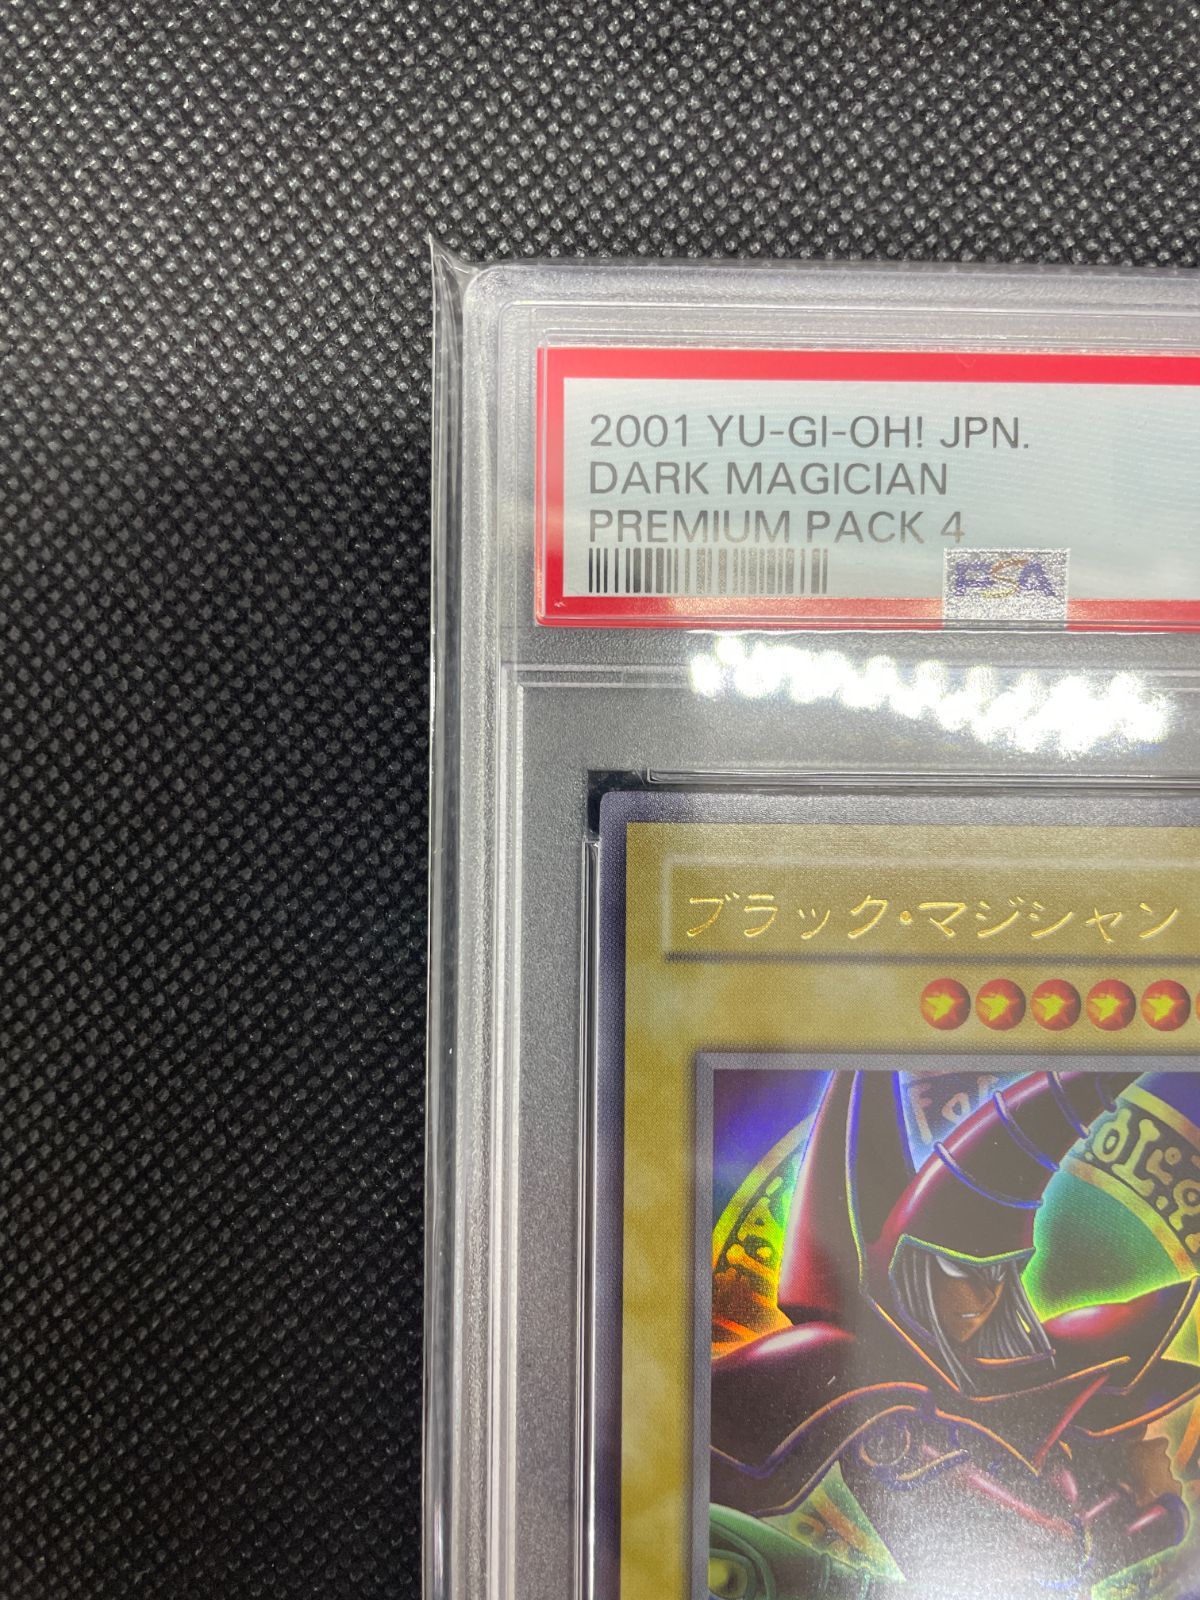 2001 YU-GI-OH! JPN.
DARK MAGICIAN
PREMIUM PACK 4
PSA
ブラック・マジシャン